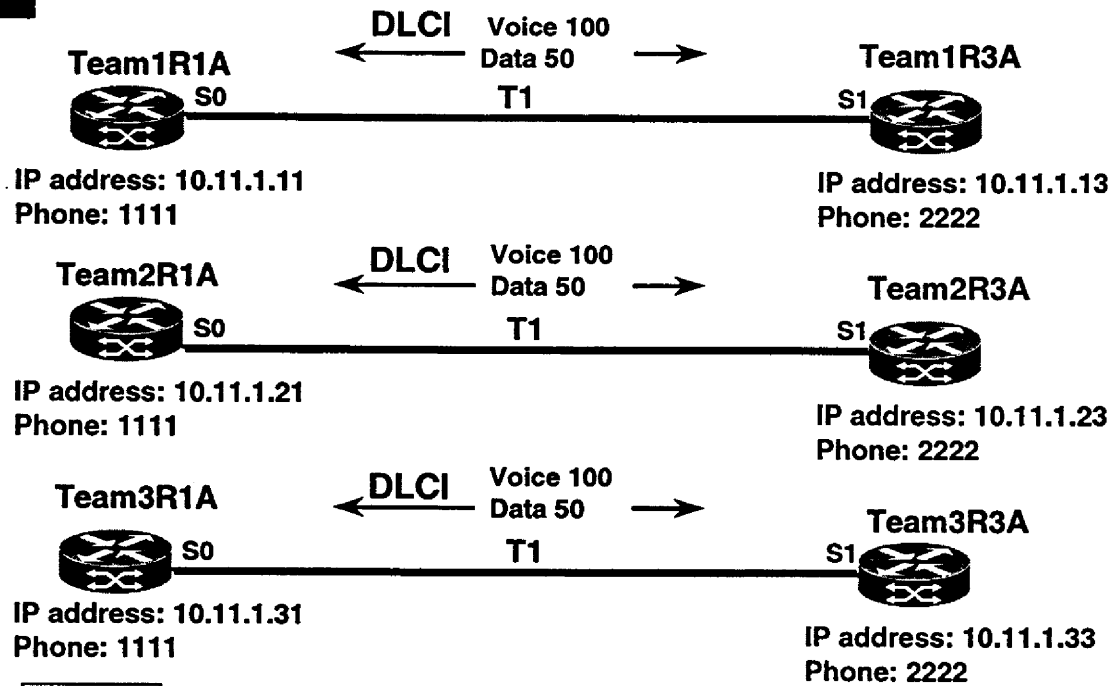 DLCI Voice 100
Data 50
Team1R1A
Team1R3A
S0
T1
S1
IP address: 10.11.1.11
Phone: 1111
IP address: 10.11.1.13
Phone: 2222
DLCI Voice 100
Data 50
Team2R1A
Team2R3A
S0
T1
S1
IP address: 10.11.1.21
Phone: 1111
IP address: 10.11.1.23
Phone: 2222
DLCI Voice 100
Data 50
Team3R1A
Team3R3A
S0
T1
S1
IP address: 10.11.1.31
Phone: 1111
IP address: 10.11.1.33
Phone: 2222